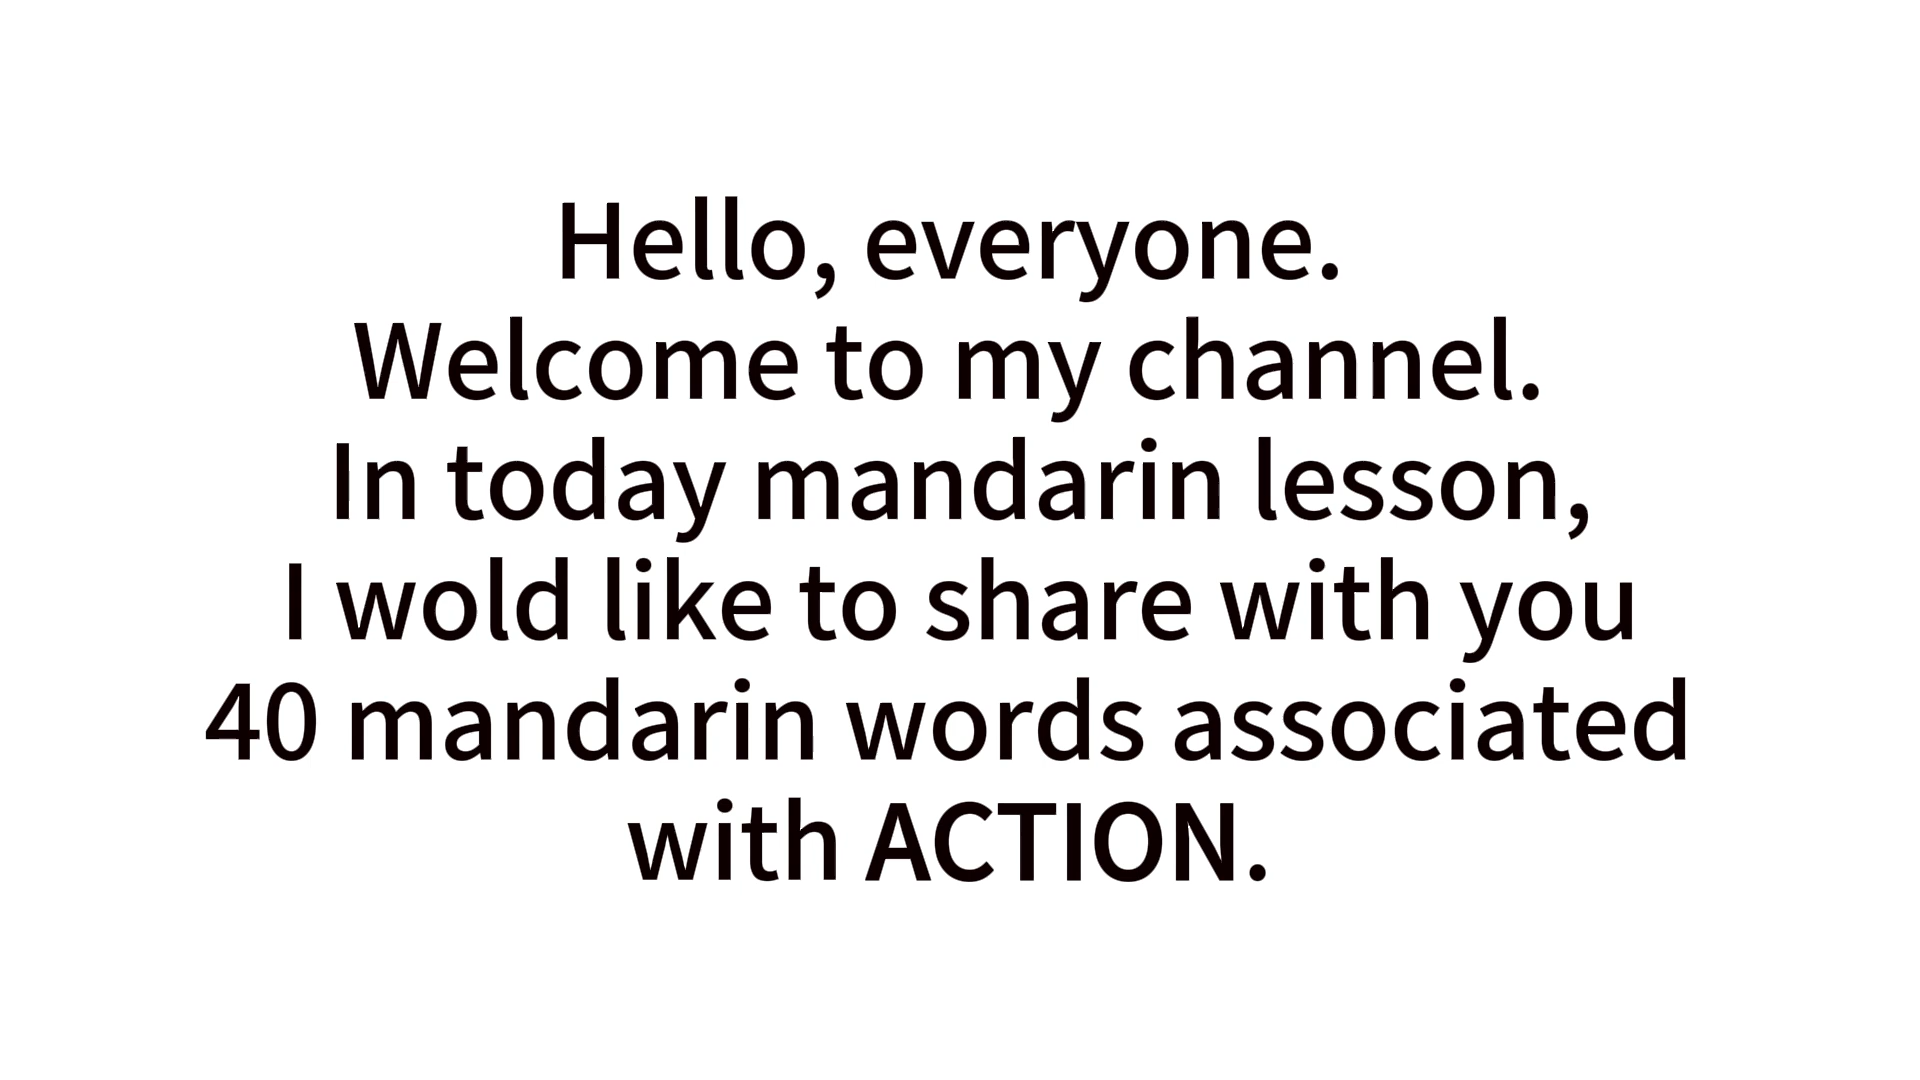 Hello, everyone.
Welcome to my channel.
In today mandarin lesson,
I wold like to share with you
40 mandarin words associated
with ACTION.